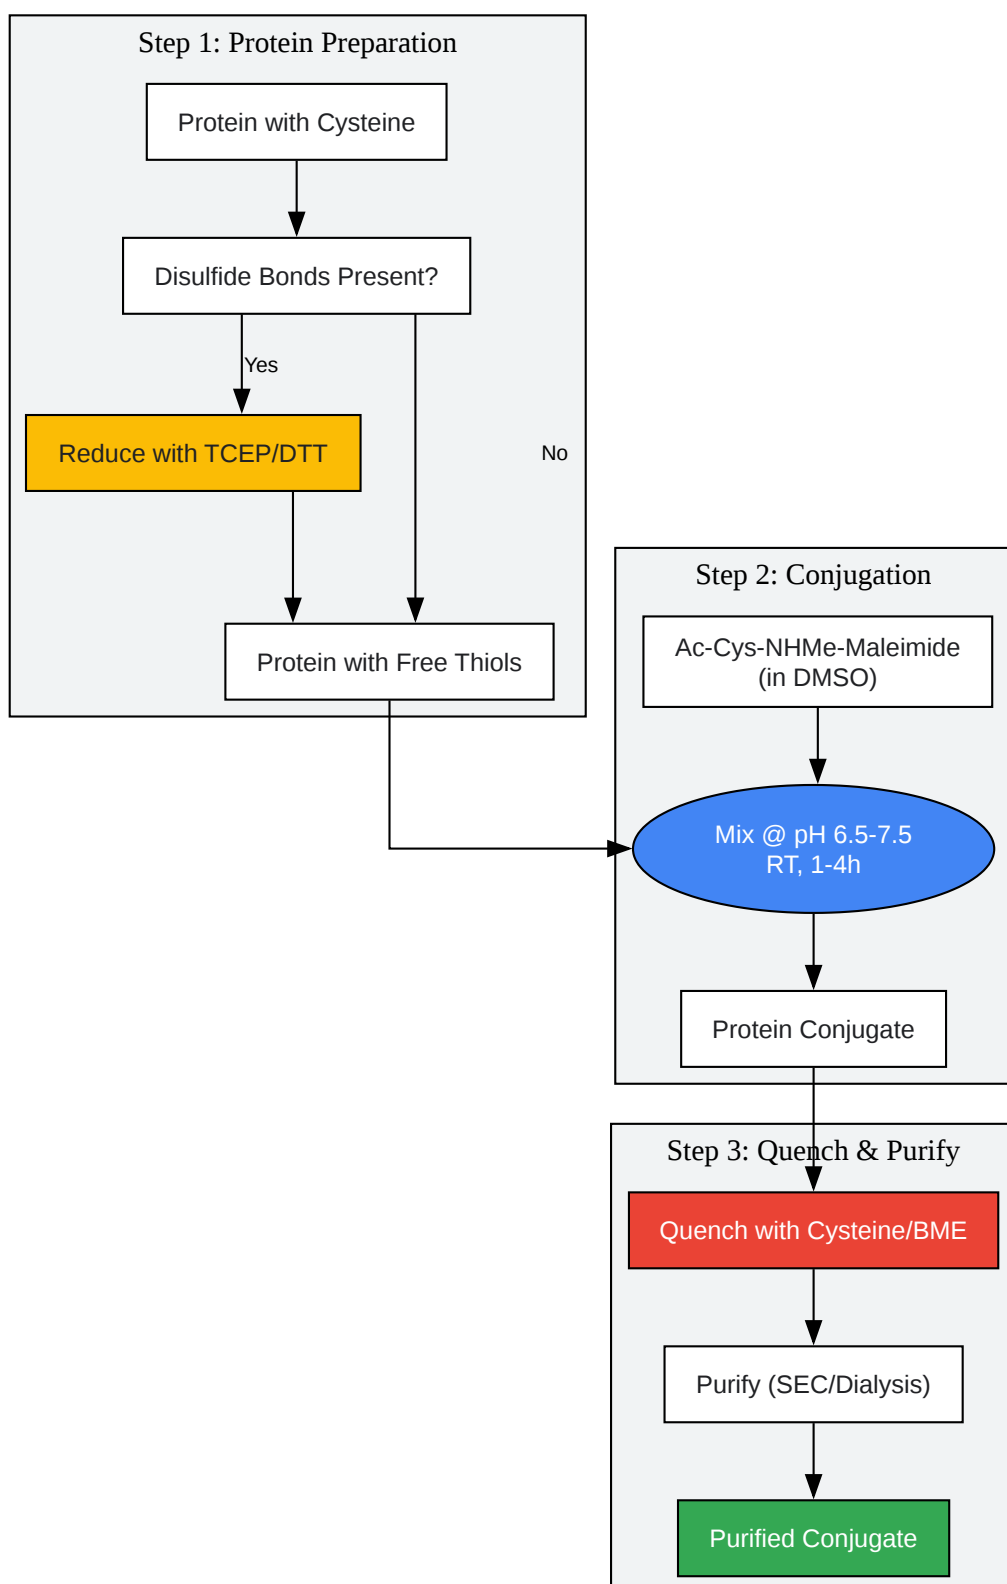 Step 1: Protein Preparation
Protein with Cysteine
Disulfide Bonds Present?
Yes
Reduce with TCEP/DTT
No
Protein with Free Thiols
Step 2: Conjugation
Ac-Cys-NHMe-Maleimide
(in DMSO)
Mix @ pH 6.5-7.5
RT, 1-4h
Protein Conjugate
Step 3: Quench & Purify
Quench with Cysteine/BME
Purify (SEC/Dialysis)
Purified Conjugate